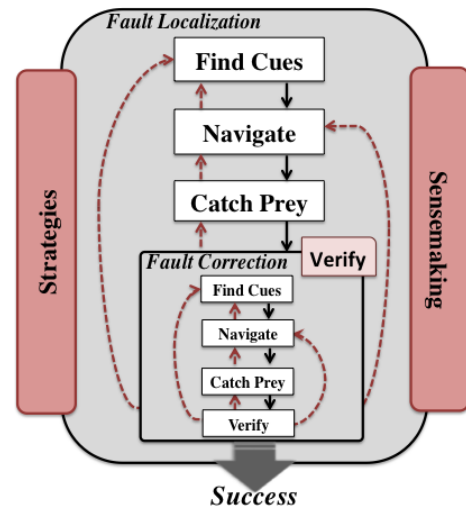 Fault Localization
Find Cues
Navigate
Catch Prey
Strategies
Sensemaking
Verify
Fault Correction
Find Cues
Navigate
Catch Prey
Verify
Success